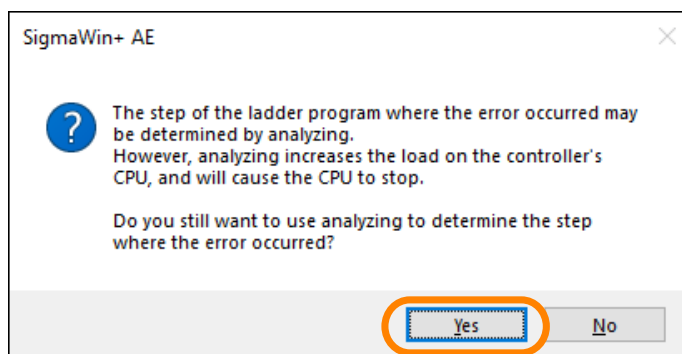 SigmaWin+ AE
The step of the ladder program where the error occurred may
be determined by analyzing.
However, analyzing increases the load on the controller's
CPU, and will cause the CPU to stop.
Do you still want to use analyzing to determine the step
where the error occurred?
Yes No